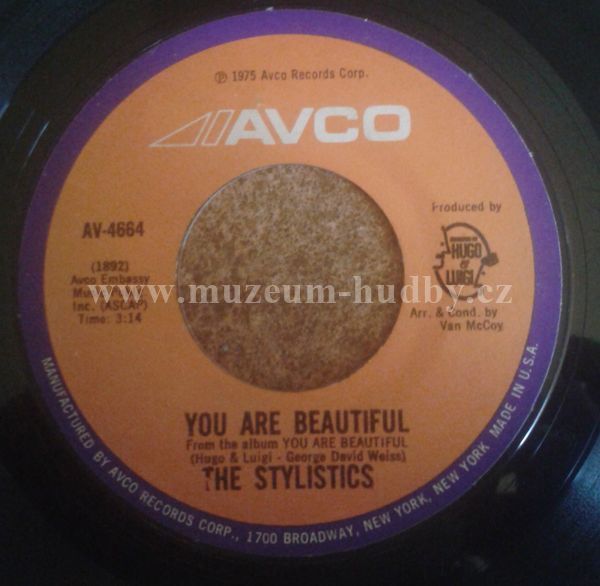 ℗ 1975 Avco Records Corp.
AVCO
AV-4664
(1892)
Avco Embassy
Music
Inc. (ASCAP)
Time: 3:14
Produced by
HUGO
&
LUIGI
Arr. & Cond. by
Van McCoy
www.muzeum-hudby.cz
YOU ARE BEAUTIFUL
From the album YOU ARE BEAUTIFUL
(Hugo & Luigi - George David Weiss)
THE STYLISTICS
MANUFACTURED BY AVCO RECORDS CORP., 1700 BROADWAY, NEW YORK, NEW YORK MADE IN U.S.A.